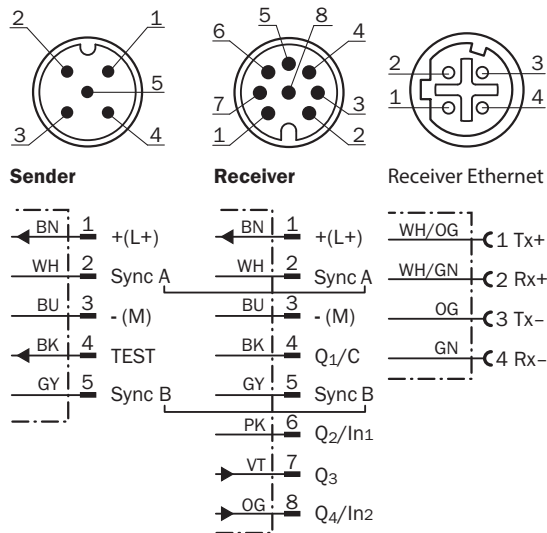 2 1
5
3 4
5 8
6 4
7 3
1 2
2 3
1 4
Sender
BN 1 +(L+)
WH 2 Sync A
BU 3 - (M)
BK 4 TEST
GY 5 Sync B
Receiver
BN 1 +(L+)
WH 2 Sync A
BU 3 - (M)
BK 4 Q1/C
GY 5 Sync B
PK 6 Q2/In1
VT 7 Q3
OG 8 Q4/In2
Receiver Ethernet
WH/OG 1 Tx+
WH/GN 2 Rx+
OG 3 Tx–
GN 4 Rx–